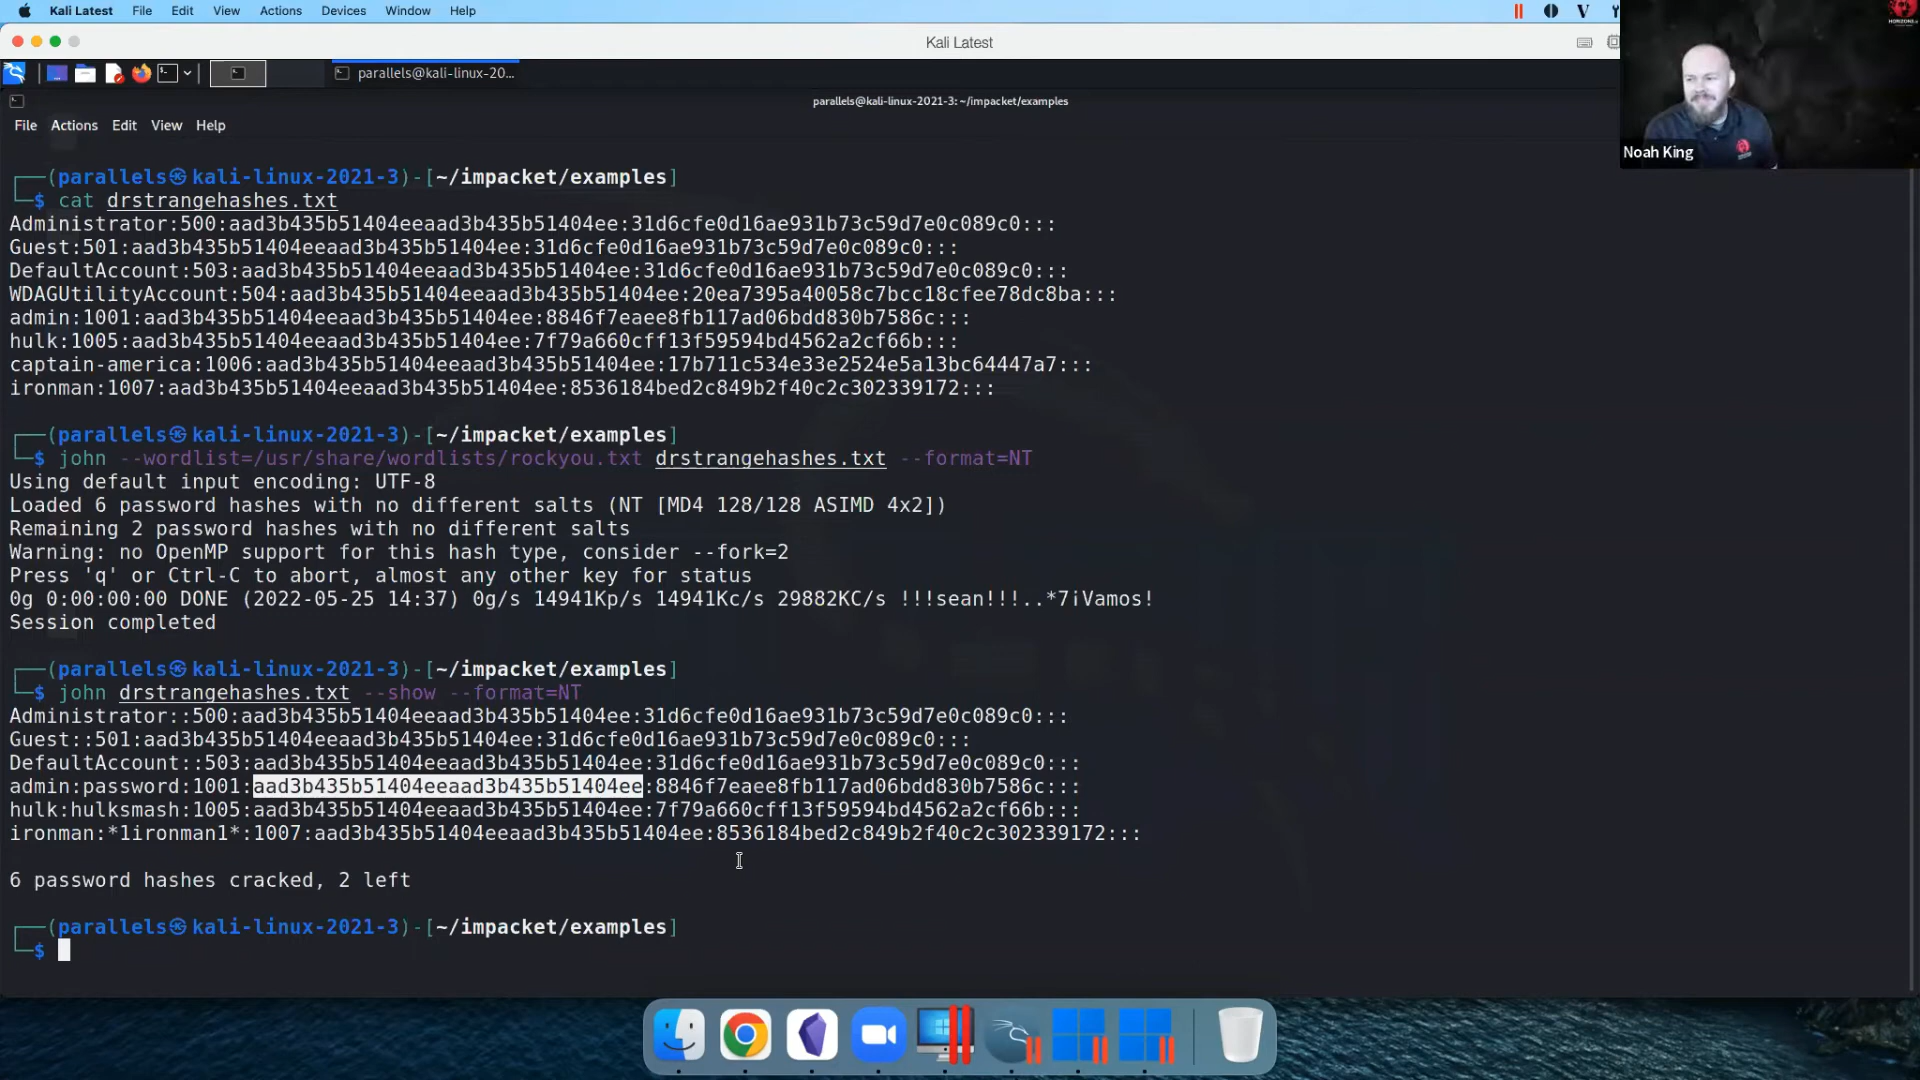 Kali Latest File Edit View Actions Devices Window Help
Kali Latest
parallels@kali-linux-20...
parallels@kali-linux-2021-3: ~/impacket/examples
File Actions Edit View Help
Noah King
(parallels㉿kali-linux-2021-3)-[~/impacket/examples]
$ cat drstrangehashes.txt
Administrator:500:aad3b435b51404eeaad3b435b51404ee:31d6cfe0d16ae931b73c59d7e0c089c0:::
Guest:501:aad3b435b51404eeaad3b435b51404ee:31d6cfe0d16ae931b73c59d7e0c089c0:::
DefaultAccount:503:aad3b435b51404eeaad3b435b51404ee:31d6cfe0d16ae931b73c59d7e0c089c0:::
WDAGUtilityAccount:504:aad3b435b51404eeaad3b435b51404ee:20ea7395a40058c7bcc18cfee78dc8ba:::
admin:1001:aad3b435b51404eeaad3b435b51404ee:8846f7eaee8fb117ad06bdd830b7586c:::
hulk:1005:aad3b435b51404eeaad3b435b51404ee:7f79a660cff13f59594bd4562a2cf66b:::
captain-america:1006:aad3b435b51404eeaad3b435b51404ee:17b711c534e33e2524e5a13bc64447a7:::
ironman:1007:aad3b435b51404eeaad3b435b51404ee:8536184bed2c849b2f40c2c302339172:::
(parallels㉿kali-linux-2021-3)-[~/impacket/examples]
$ john --wordlist=/usr/share/wordlists/rockyou.txt drstrangehashes.txt --format=NT
Using default input encoding: UTF-8
Loaded 6 password hashes with no different salts (NT [MD4 128/128 ASIMD 4x2])
Remaining 2 password hashes with no different salts
Warning: no OpenMP support for this hash type, consider --fork=2
Press 'q' or Ctrl-C to abort, almost any other key for status
0g 0:00:00:00 DONE (2022-05-25 14:37) 0g/s 14941Kp/s 14941Kc/s 29882KC/s !!!sean!!!..*7¡Vamos!
Session completed
(parallels㉿kali-linux-2021-3)-[~/impacket/examples]
$ john drstrangehashes.txt --show --format=NT
Administrator::500:aad3b435b51404eeaad3b435b51404ee:31d6cfe0d16ae931b73c59d7e0c089c0:::
Guest::501:aad3b435b51404eeaad3b435b51404ee:31d6cfe0d16ae931b73c59d7e0c089c0:::
DefaultAccount::503:aad3b435b51404eeaad3b435b51404ee:31d6cfe0d16ae931b73c59d7e0c089c0:::
admin:password:1001:aad3b435b51404eeaad3b435b51404ee:8846f7eaee8fb117ad06bdd830b7586c:::
hulk:hulksmash:1005:aad3b435b51404eeaad3b435b51404ee:7f79a660cff13f59594bd4562a2cf66b:::
ironman:*1ironman1*:1007:aad3b435b51404eeaad3b435b51404ee:8536184bed2c849b2f40c2c302339172:::
6 password hashes cracked, 2 left
(parallels㉿kali-linux-2021-3)-[~/impacket/examples]
$